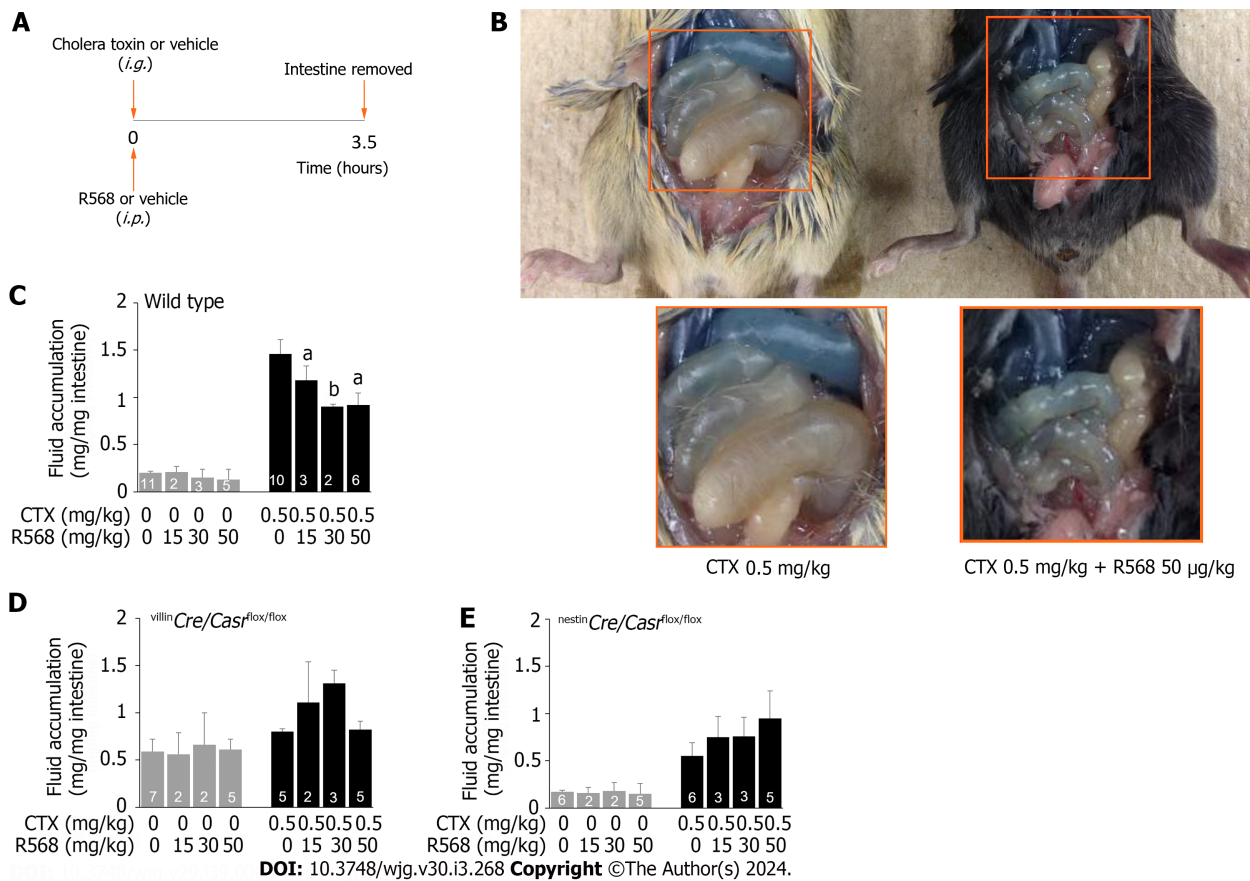 A
Cholera toxin or vehicle
(i.g.)
Intestine removed
0
3.5
Time (hours)
R568 or vehicle
(i.p.)
B
CTX 0.5 mg/kg
CTX 0.5 mg/kg + R568 50 µg/kg
C
Wild type
Fluid accumulation
(mg/mg intestine)
2
1.5
1
0.5
0
a
b
a
11 2 3 5 10 3 2 6
CTX (mg/kg) 0 0 0 0 0.5 0.5 0.5 0.5
R568 (mg/kg) 0 15 30 50 0 15 30 50
D
villinCre/Casrflox/flox
Fluid accumulation
(mg/mg intestine)
2
1.5
1
0.5
0
7 2 2 5 5 2 3 5
CTX (mg/kg) 0 0 0 0 0.5 0.5 0.5 0.5
R568 (mg/kg) 0 15 30 50 0 15 30 50
E
nestinCre/Casrflox/flox
Fluid accumulation
(mg/mg intestine)
2
1.5
1
0.5
0
6 2 2 5 6 3 3 5
CTX (mg/kg) 0 0 0 0 0.5 0.5 0.5 0.5
R568 (mg/kg) 0 15 30 50 0 15 30 50
DOI: 10.3748/wjg.v30.i3.268 Copyright ©The Author(s) 2024.